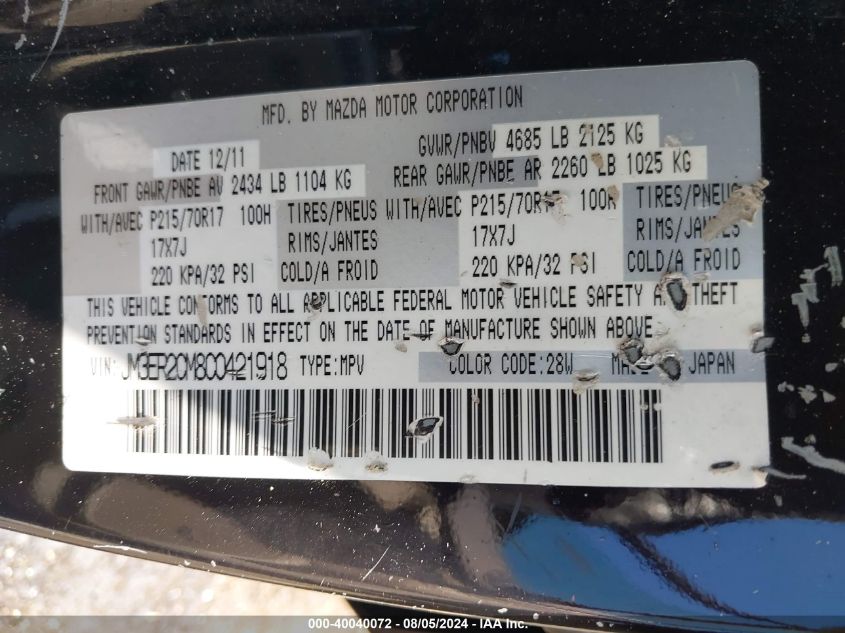 MFD. BY MAZDA MOTOR CORPORATION
DATE 12/11 GVWR/PNBV 4685 LB 2125 KG
FRONT GAWR/PNBE AV 2434 LB 1104 KG REAR GAWR/PNBE AR 2260 LB 1025 KG
WITH/AVEC P215/70R17 100H TIRES/PNEUS WITH/AVEC 100H TIRES/PNEUS
17X7J RIMS/JANTES 17X7J RIMS/JANTES
220 KPA/32 PSI COLD/A FROID 220 KPA/32 PSI COLD/A FROID
THIS VEHICLE CONFORMS TO ALL APPLICABLE FEDERAL MOTOR VEHICLE SAFETY THEFT
PREVENTION STANDARDS IN EFFECT ON THE DATE OF MANUFACTURE SHOWN ABOVE.
VIN: JM3ER2CM8C0421918 TYPE:MPV COLOR CODE:28W JAPAN
000-40040072 - 08/05/2024 - IAA Inc.